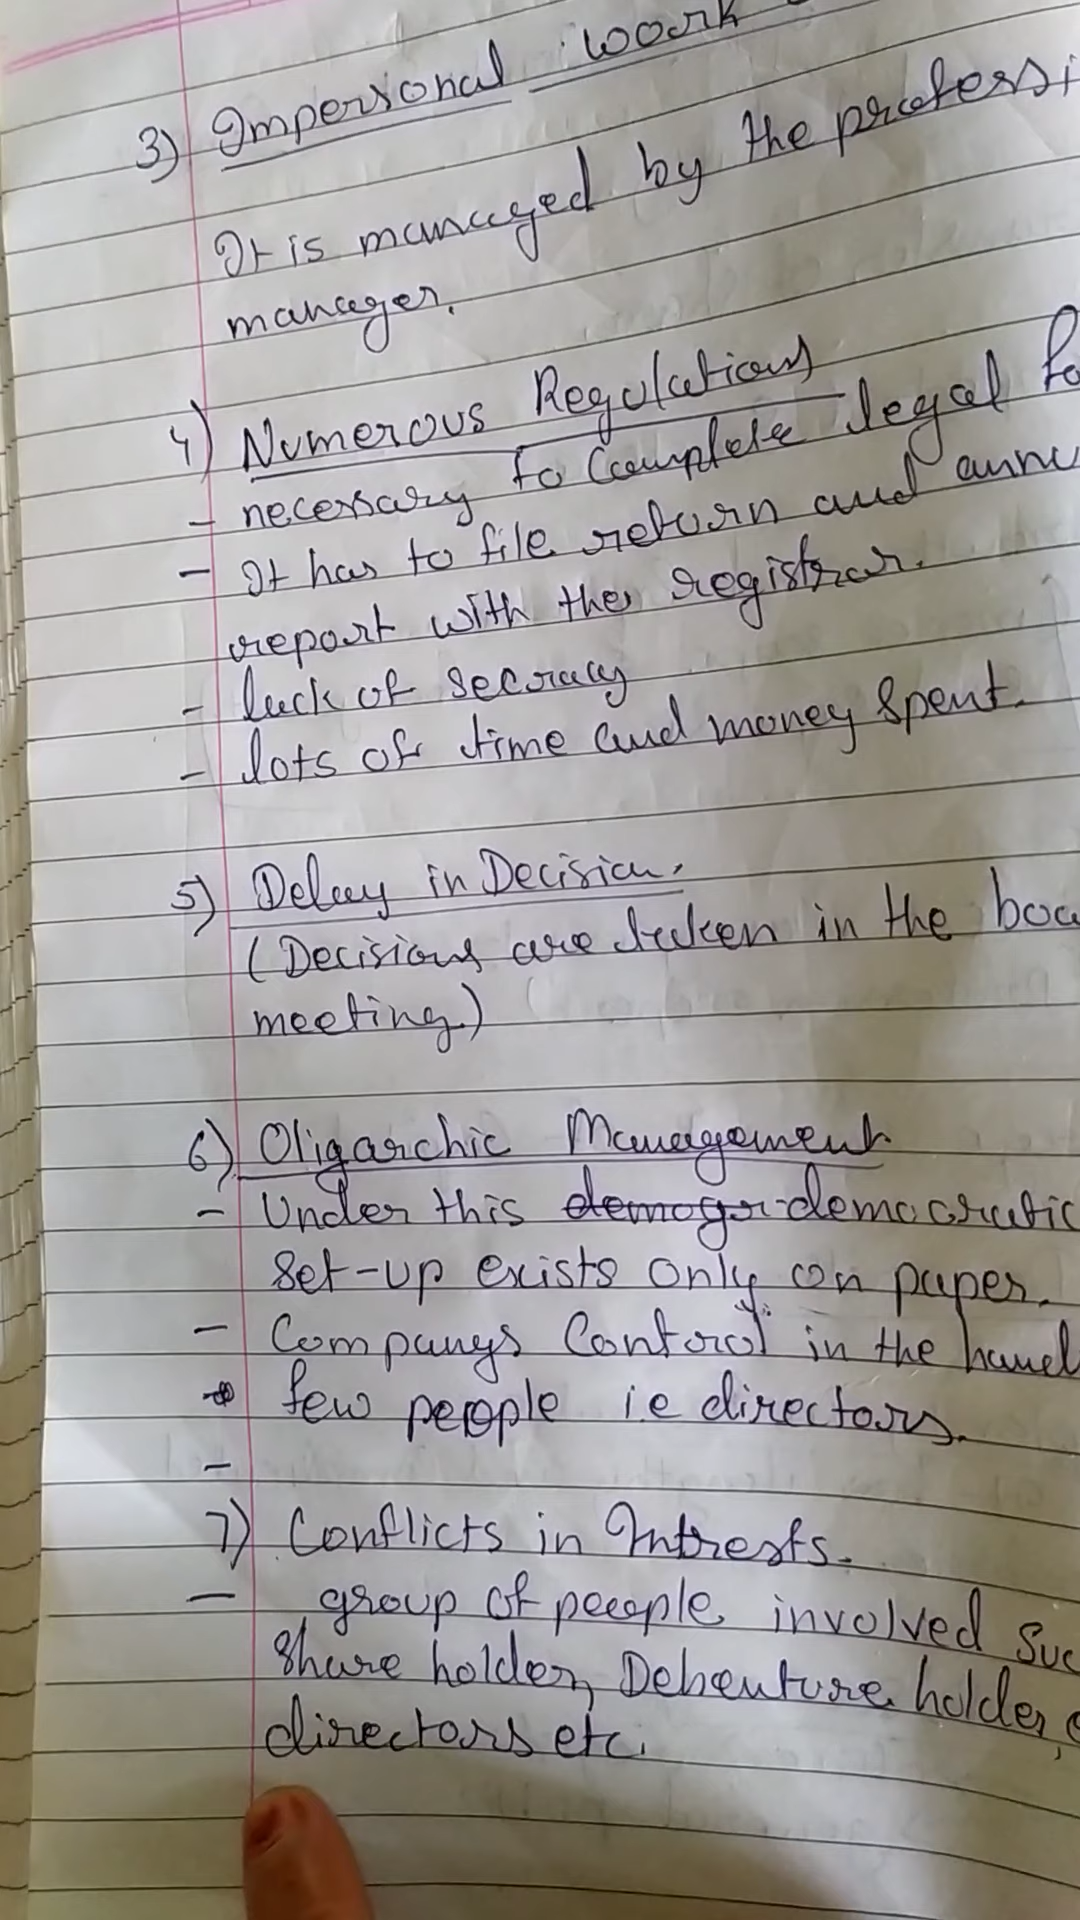 3) Impersonal work
It is managed by the professi
manager.
4) Numerous Regulations
- necessary to complete legal fo
- It has to file return and annu
report with the registrar.
- lack of secracy
- lots of time and money spent.
5) Delay in Decision.
(Decisions are taken in the boa
meeting.)
6) Oligarchic Management
- Under this demogr democratic
set-up exists only on paper.
- Companys Control in the hand
few people i.e directors.
-
7) Conflicts in Intrests.
- group of people involved suc
Share holder, Debenture holder,
directors etc.